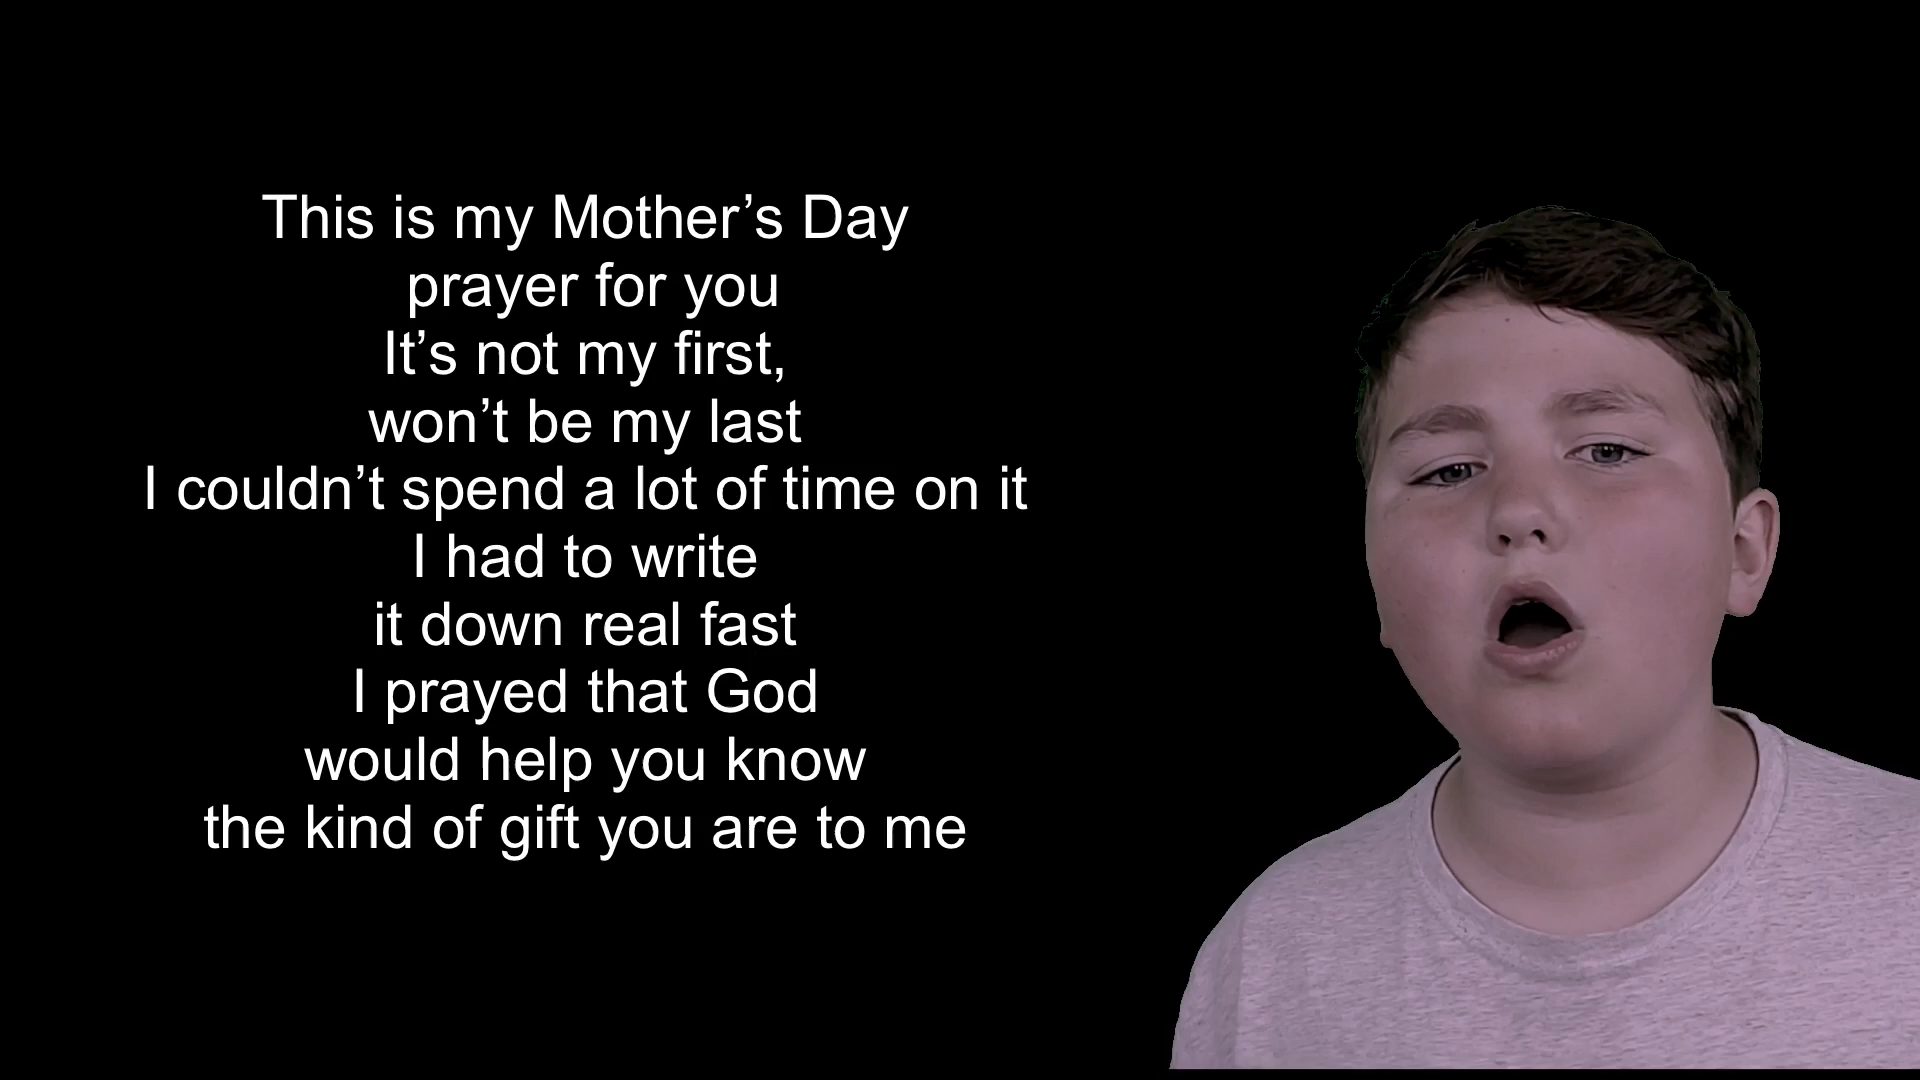 This is my Mother’s Day
prayer for you
It’s not my first,
won’t be my last
I couldn’t spend a lot of time on it
I had to write
it down real fast
I prayed that God
would help you know
the kind of gift you are to me